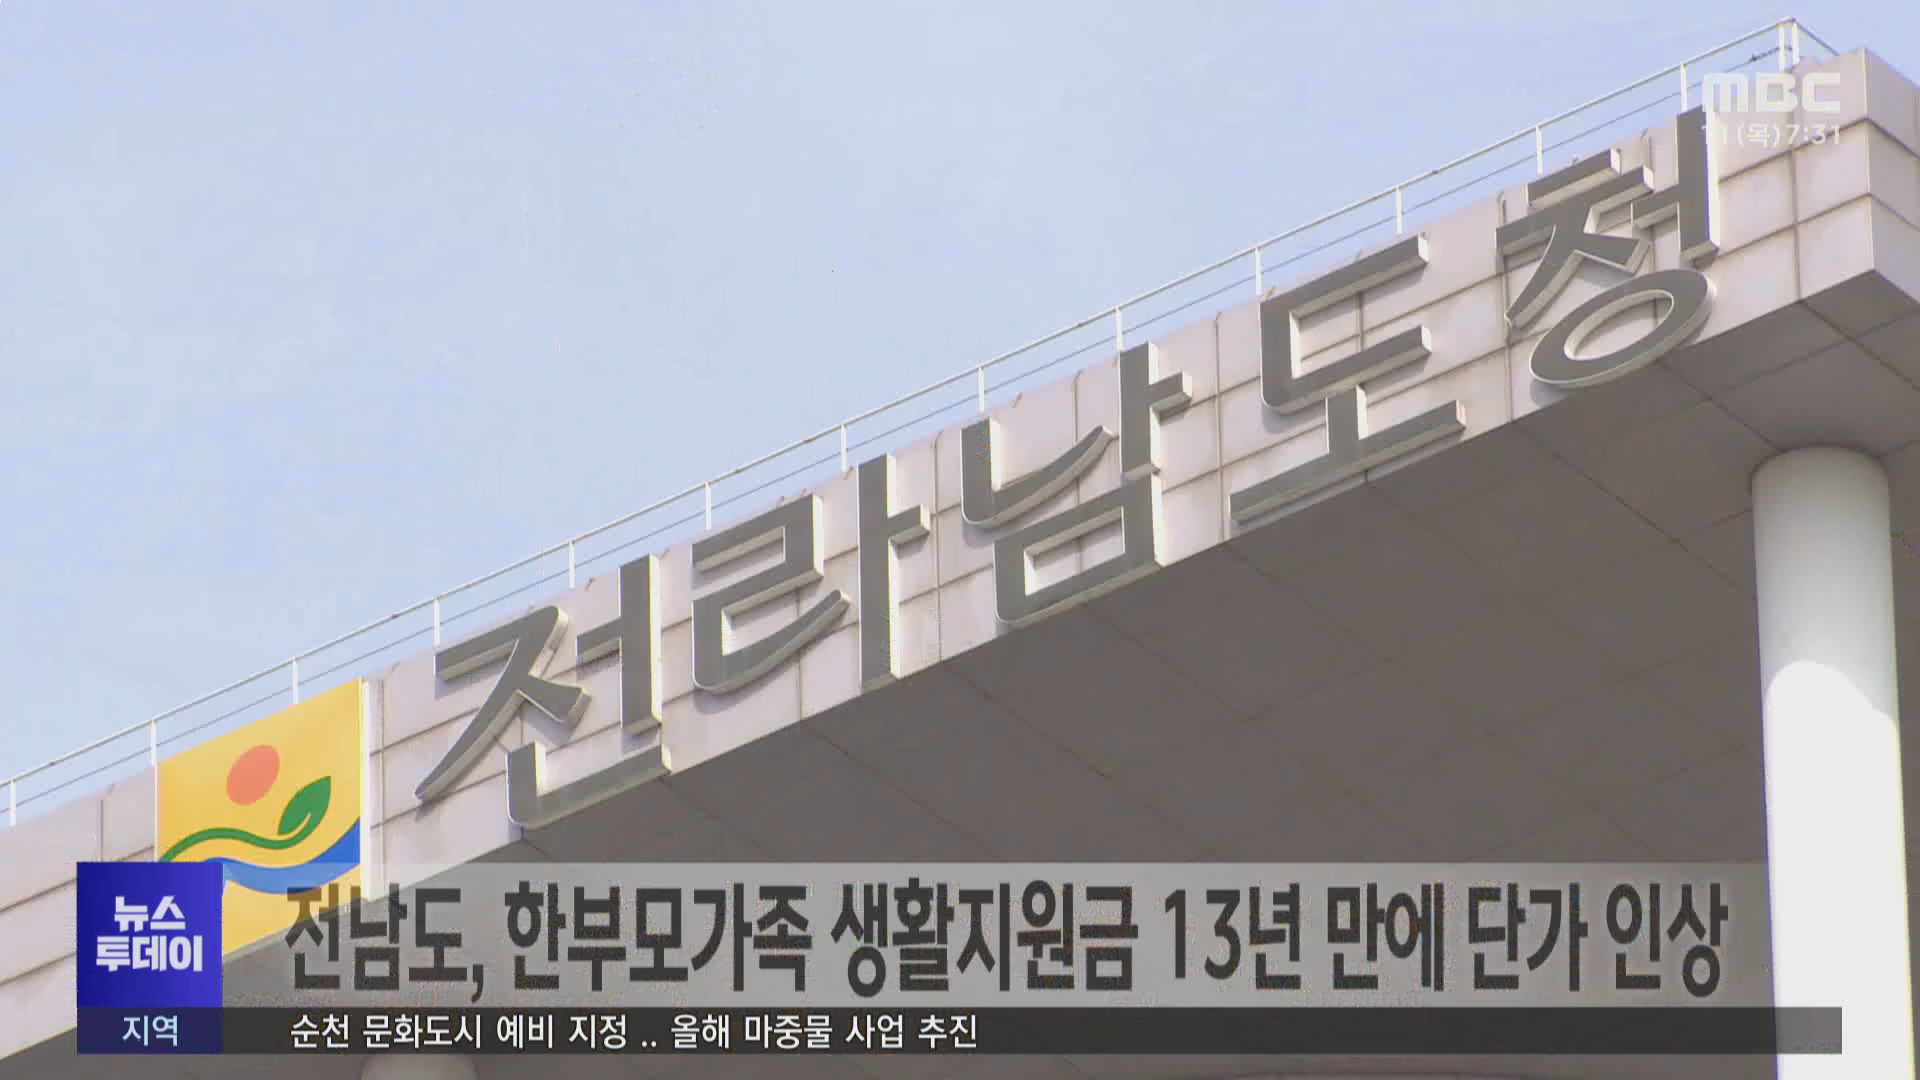 MBC
11(목)7:31
전라남도청
뉴스
투데이
전남도, 한부모가족 생활지원금 13년 만에 단가 인상
지역
순천 문화도시 예비 지정 .. 올해 마중물 사업 추진